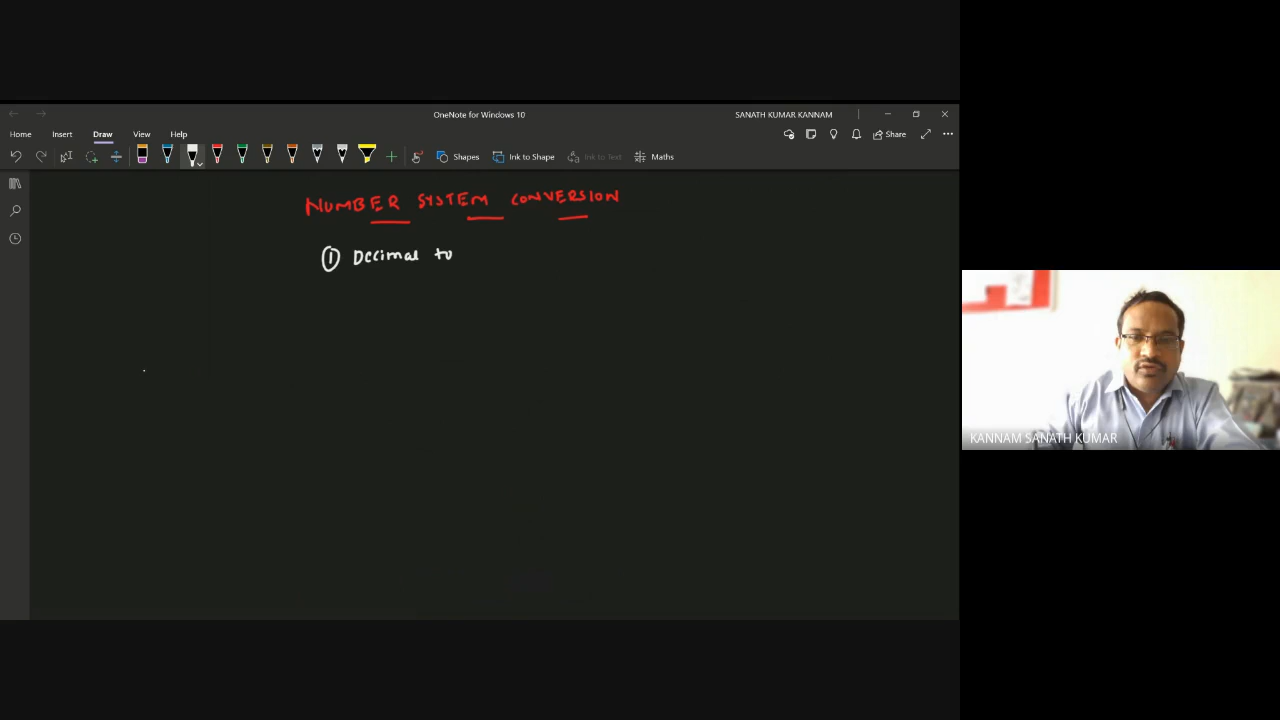 OneNote for Windows 10
SANATH KUMAR KANNAM
Home Insert Draw View Help
Share
Shapes Ink to Shape Ink to Text Maths
NUMBER SYSTEM CONVERSION
1 Decimal to
KANNAM SANATH KUMAR